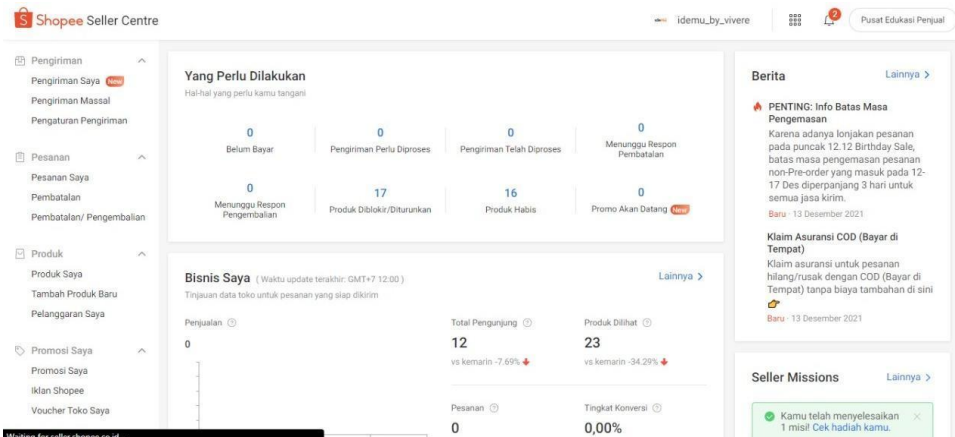 Shopee Seller Centre
idemu_by_vivere
2
Pusat Edukasi Penjual
Pengiriman
Pengiriman Saya New
Pengiriman Massal
Pengaturan Pengiriman
Pesanan
Pesanan Saya
Pembatalan
Pembatalan/ Pengembalian
Produk
Produk Saya
Tambah Produk Baru
Pelanggaran Saya
Promosi Saya
Promosi Saya
Iklan Shopee
Voucher Toko Saya
Waiting for seller.shopee.co.id
Yang Perlu Dilakukan
Hal-hal yang perlu kamu tangani
0
Belum Bayar
0
Pengiriman Perlu Diproses
0
Pengiriman Telah Diproses
0
Menunggu Respon
Pembatalan
0
Menunggu Respon
Pengembalian
17
Produk Diblokir/Diturunkan
16
Produk Habis
0
Promo Akan Datang New
Bisnis Saya (Waktu update terakhir: GMT+7 12:00 )
Lainnya >
Tinjauan data toko untuk pesanan yang siap dikirim
Penjualan ?
0
Total Pengunjung ?
12
vs kemarin -7.69%
Produk Dilihat ?
23
vs kemarin -34.29%
Pesanan ?
0
Tingkat Konversi ?
0,00%
Berita
Lainnya >
PENTING: Info Batas Masa
Pengemasan
Karena adanya lonjakan pesanan
pada puncak 12.12 Birthday Sale,
batas masa pengemasan pesanan
non-Pre-order yang masuk pada 12-
17 Des diperpanjang 3 hari untuk
semua jasa kirim.
Baru · 13 Desember 2021
Klaim Asuransi COD (Bayar di
Tempat)
Klaim asuransi untuk pesanan
hilang/rusak dengan COD (Bayar di
Tempat) tanpa biaya tambahan di sini
Baru · 13 Desember 2021
Seller Missions
Lainnya >
Kamu telah menyelesaikan
1 misi! Cek hadiah kamu.